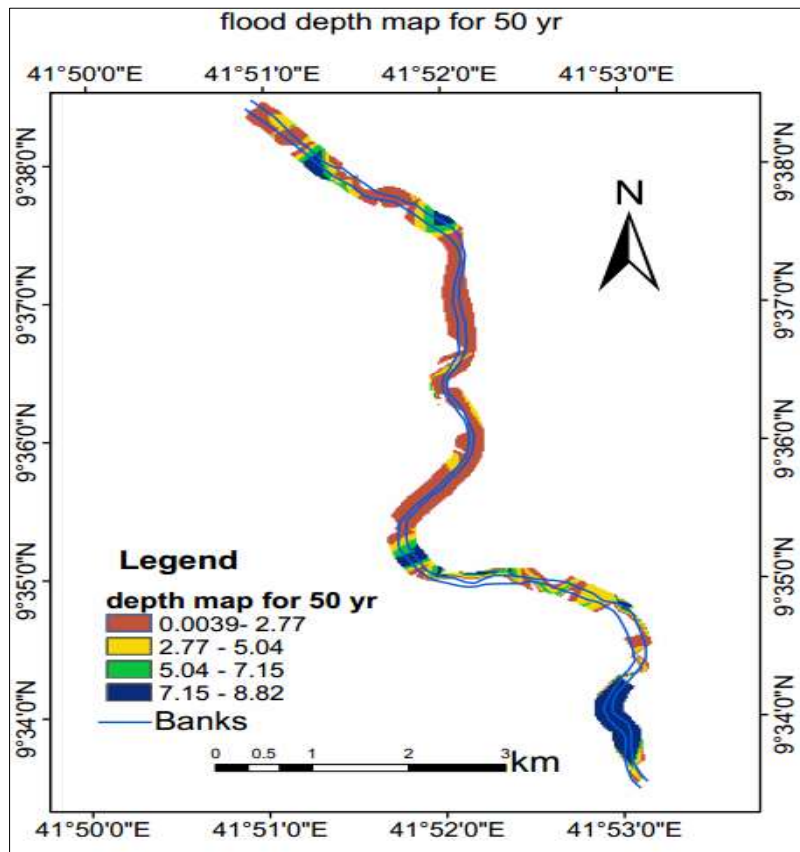 flood depth map for 50 yr
41°50'0"E 41°51'0"E 41°52'0"E 41°53'0"E
9°38'0"N 9°38'0"N
N
9°37'0"N 9°37'0"N
9°36'0"N 9°36'0"N
9°35'0"N 9°35'0"N
9°34'0"N 9°34'0"N
Legend
depth map for 50 yr
0.0039- 2.77
2.77 - 5.04
5.04 - 7.15
7.15 - 8.82
Banks
0 0.5 1 2 3
km
41°50'0"E 41°51'0"E 41°52'0"E 41°53'0"E